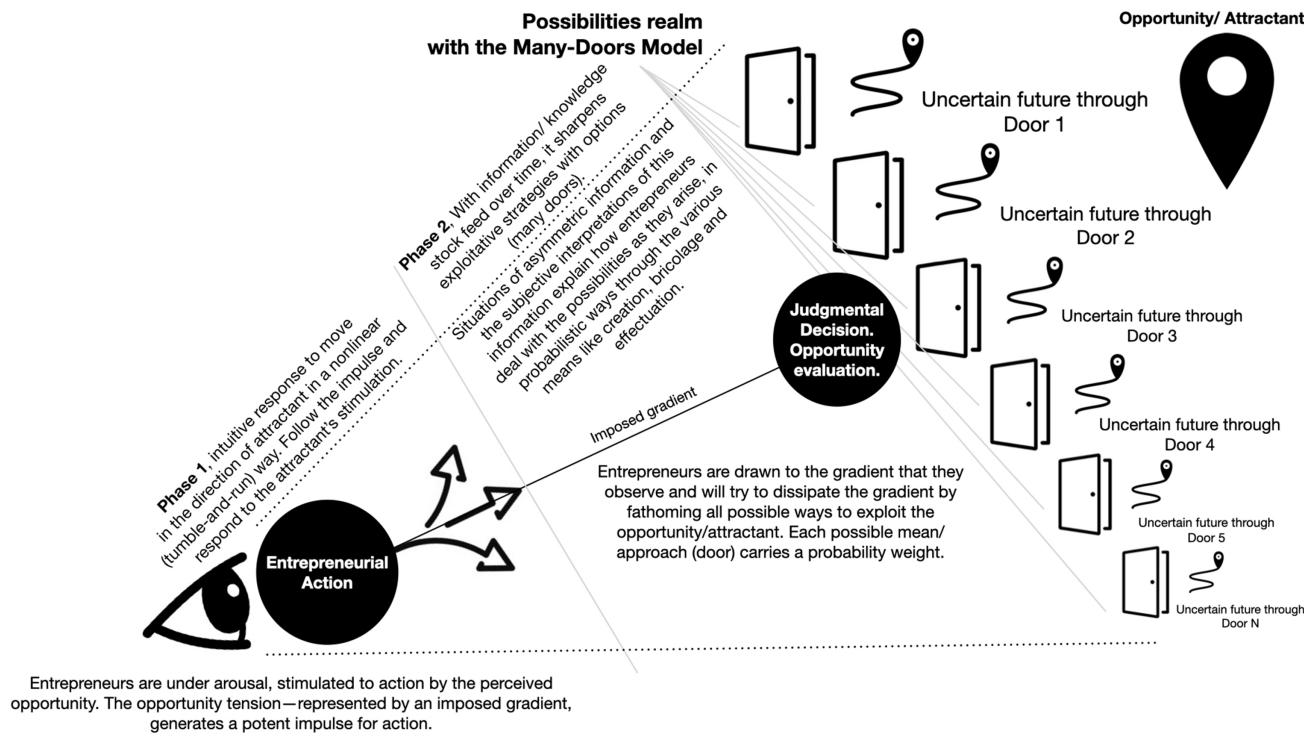 Possibilities realm
with the Many-Doors Model
Opportunity/ Attractant
Phase 1, intuitive response to move
in the direction of attractant in a nonlinear
(tumble-and-run) way. Follow the impulse and
respond to the attractant's stimulation.
Phase 2, With information/ knowledge
stock feed over time, it sharpens
exploitative strategies with options
(many doors).
Situations of asymmetric information and
the subjective interpretations of this
information explain how entrepreneurs
deal with the possibilities as they arise, in
probabilistic ways through the various
means like creation, bricolage and
effectuation.
Uncertain future through
Door 1
Uncertain future through
Door 2
Uncertain future through
Door 3
Uncertain future through
Door 4
Uncertain future through
Door 5
Uncertain future through
Door N
Judgmental
Decision.
Opportunity
evaluation.
Imposed gradient
Entrepreneurs are drawn to the gradient that they
observe and will try to dissipate the gradient by
fathoming all possible ways to exploit the
opportunity/attractant. Each possible mean/
approach (door) carries a probability weight.
Entrepreneurial
Action
Entrepreneurs are under arousal, stimulated to action by the perceived
opportunity. The opportunity tension—represented by an imposed gradient,
generates a potent impulse for action.